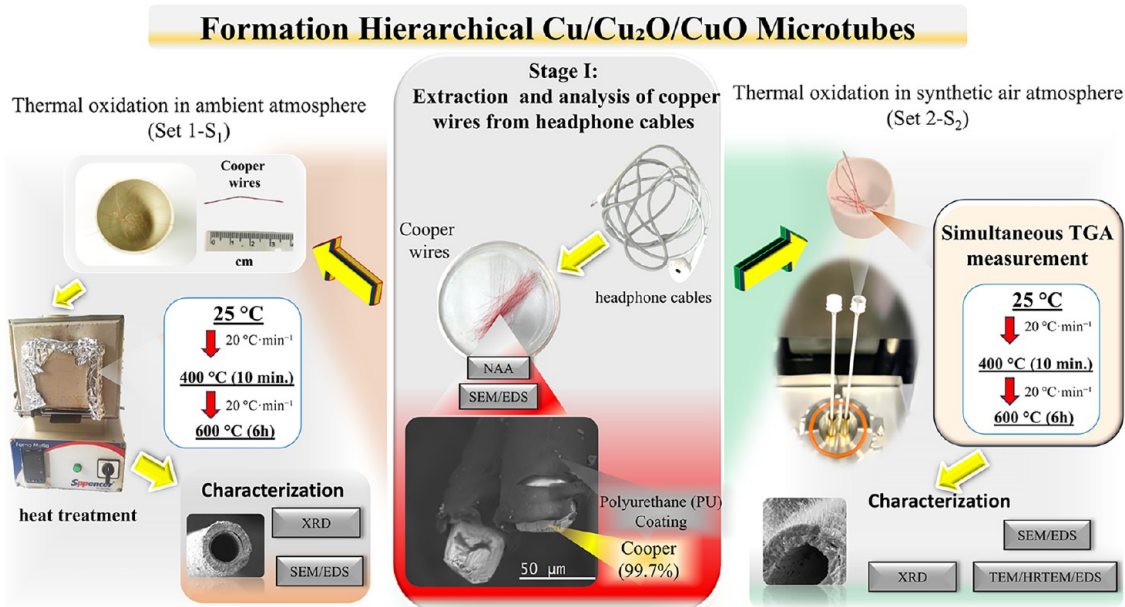 Formation Hierarchical Cu/Cu₂O/CuO Microtubes
Thermal oxidation in ambient atmosphere
(Set 1-S₁)
Cooper
wires
cm
25 °C
20 °C·min⁻¹
400 °C (10 min.)
20 °C·min⁻¹
600 °C (6h)
heat treatment
Characterization
XRD
SEM/EDS
Stage I:
Extraction and analysis of copper
wires from headphone cables
Cooper
wires
headphone cables
NAA
SEM/EDS
Polyurethane (PU)
Coating
Cooper
(99.7%)
50 µm
Thermal oxidation in synthetic air atmosphere
(Set 2-S₂)
Simultaneous TGA
measurement
25 °C
20 °C·min⁻¹
400 °C (10 min.)
20 °C·min⁻¹
600 °C (6h)
Characterization
SEM/EDS
XRD
TEM/HRTEM/EDS